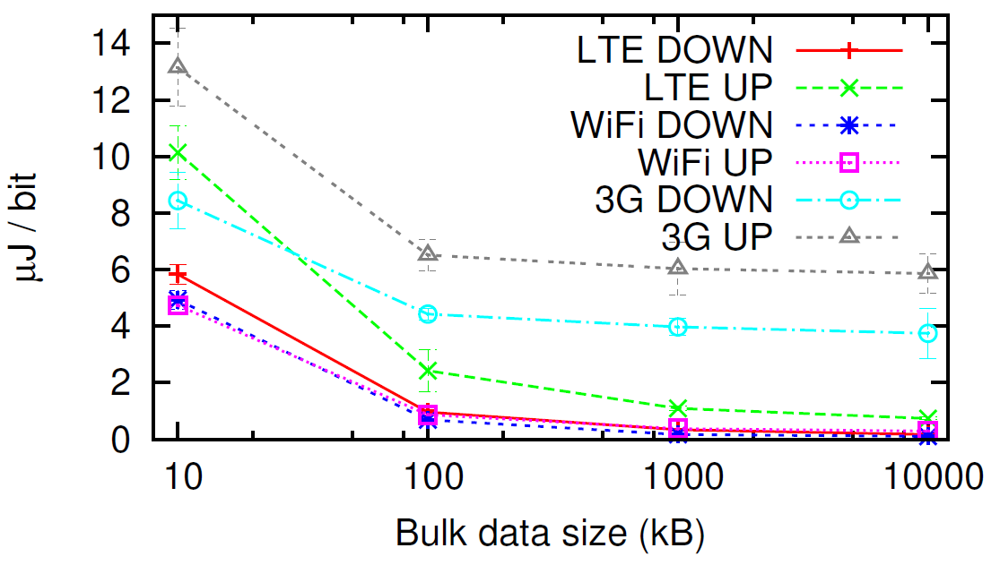 14
12
10
8
6
4
2
0
μJ / bit
LTE DOWN
LTE UP
WiFi DOWN
WiFi UP
3G DOWN
3G UP
10 100 1000 10000
Bulk data size (kB)